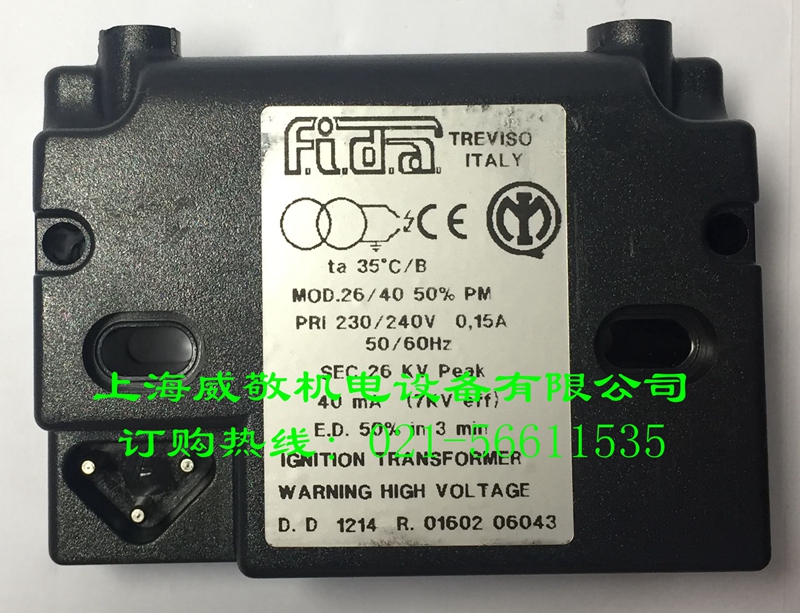 f.i.d.a.
TREVISO
ITALY
CE
ta 35°C/B
MOD.26/40 50% PM
PRI 230/240V 0,15A
50/60Hz
SEC 26 KV Peak
上海威敬机电设备有限公司
40 mA (7KV eff)
E.D. 50% in 3 min
订购热线：021-56611535
IGNITION TRANSFORMER
WARNING HIGH VOLTAGE
D. D 1214 R. 01602 06043